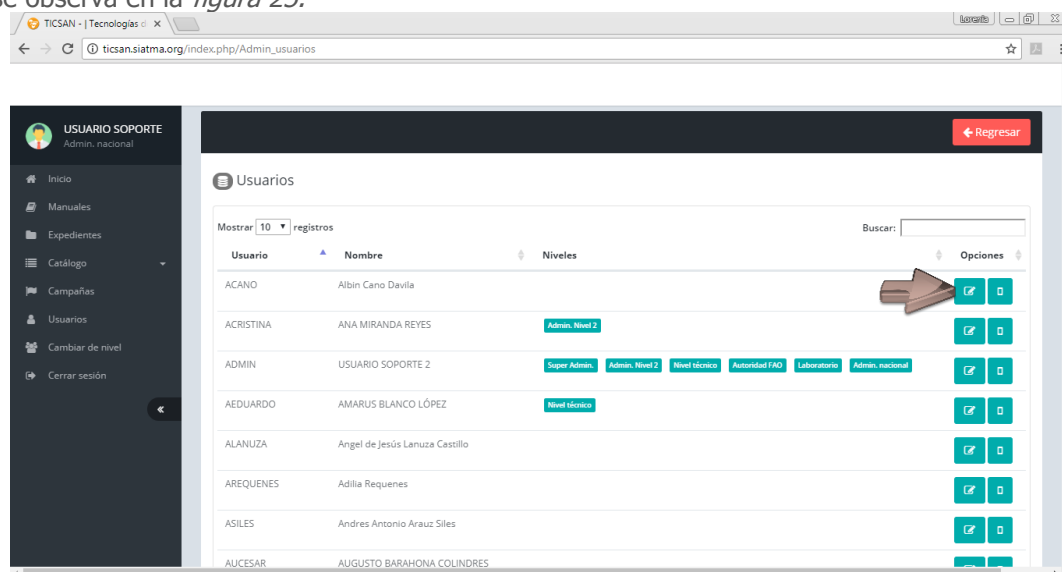 se observa en la figura 25.
TICSAN - | Tecnologías d
Lorenia
ticsan.siatma.org/index.php/Admin_usuarios
USUARIO SOPORTE
Admin. nacional
Regresar
Inicio
Manuales
Expedientes
Catálogo
Campañas
Usuarios
Cambiar de nivel
Cerrar sesión
Usuarios
Mostrar 10 registros
Buscar:
Usuario Nombre Niveles Opciones
ACANO Albin Cano Davila
ACRISTINA ANA MIRANDA REYES Admin. Nivel 2
ADMIN USUARIO SOPORTE 2 Super Admin. Admin. Nivel 2 Nivel técnico Autoridad FAO Laboratorio Admin. nacional
AEDUARDO AMARUS BLANCO LÓPEZ Nivel técnico
ALANUZA Angel de Jesús Lanuza Castillo
AREQUENES Adilia Requenes
ASILES Andres Antonio Arauz Siles
AUCESAR AUGUSTO BARAHONA COLINDRES